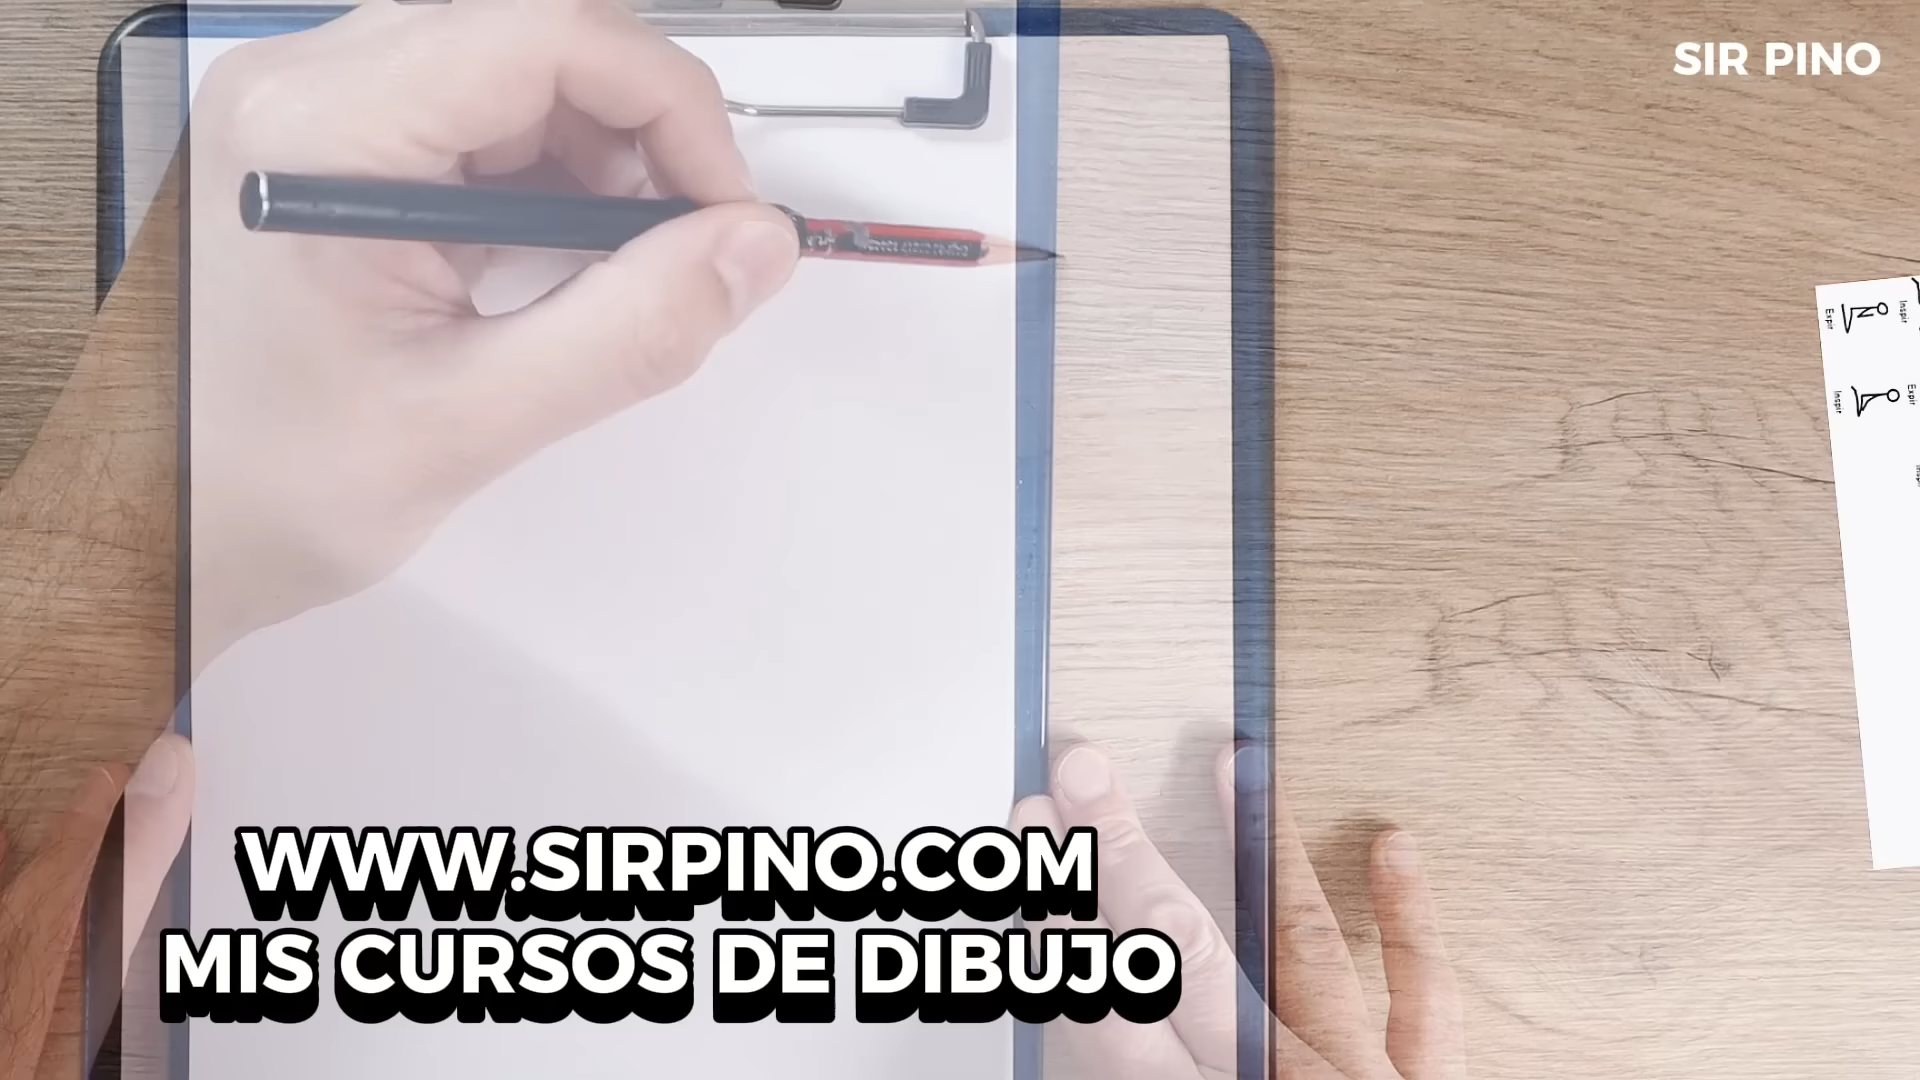 SIR PINO
Inspir
Expir
Expir
Inspir
WWW.SIRPINO.COM
MIS CURSOS DE DIBUJO